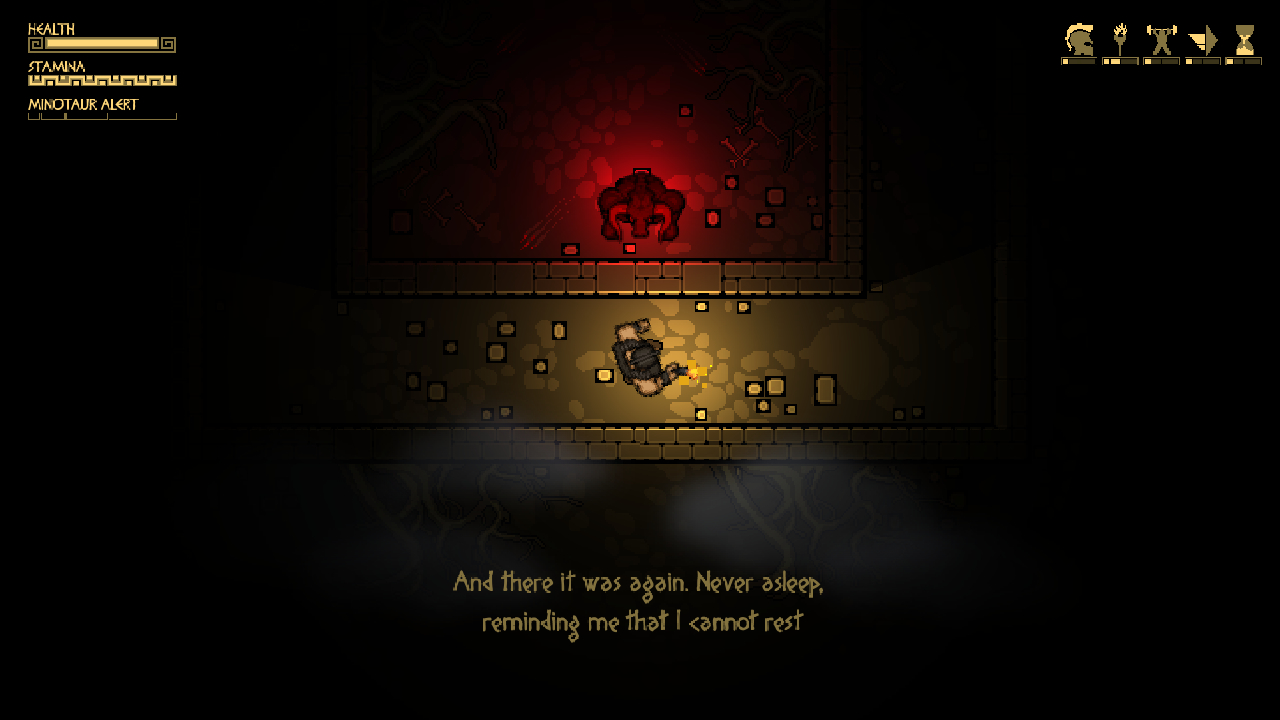 HEALTH
STAMINA
MINOTAUR ALERT
And there it was again. Never asleep,
reminding me that I cannot rest